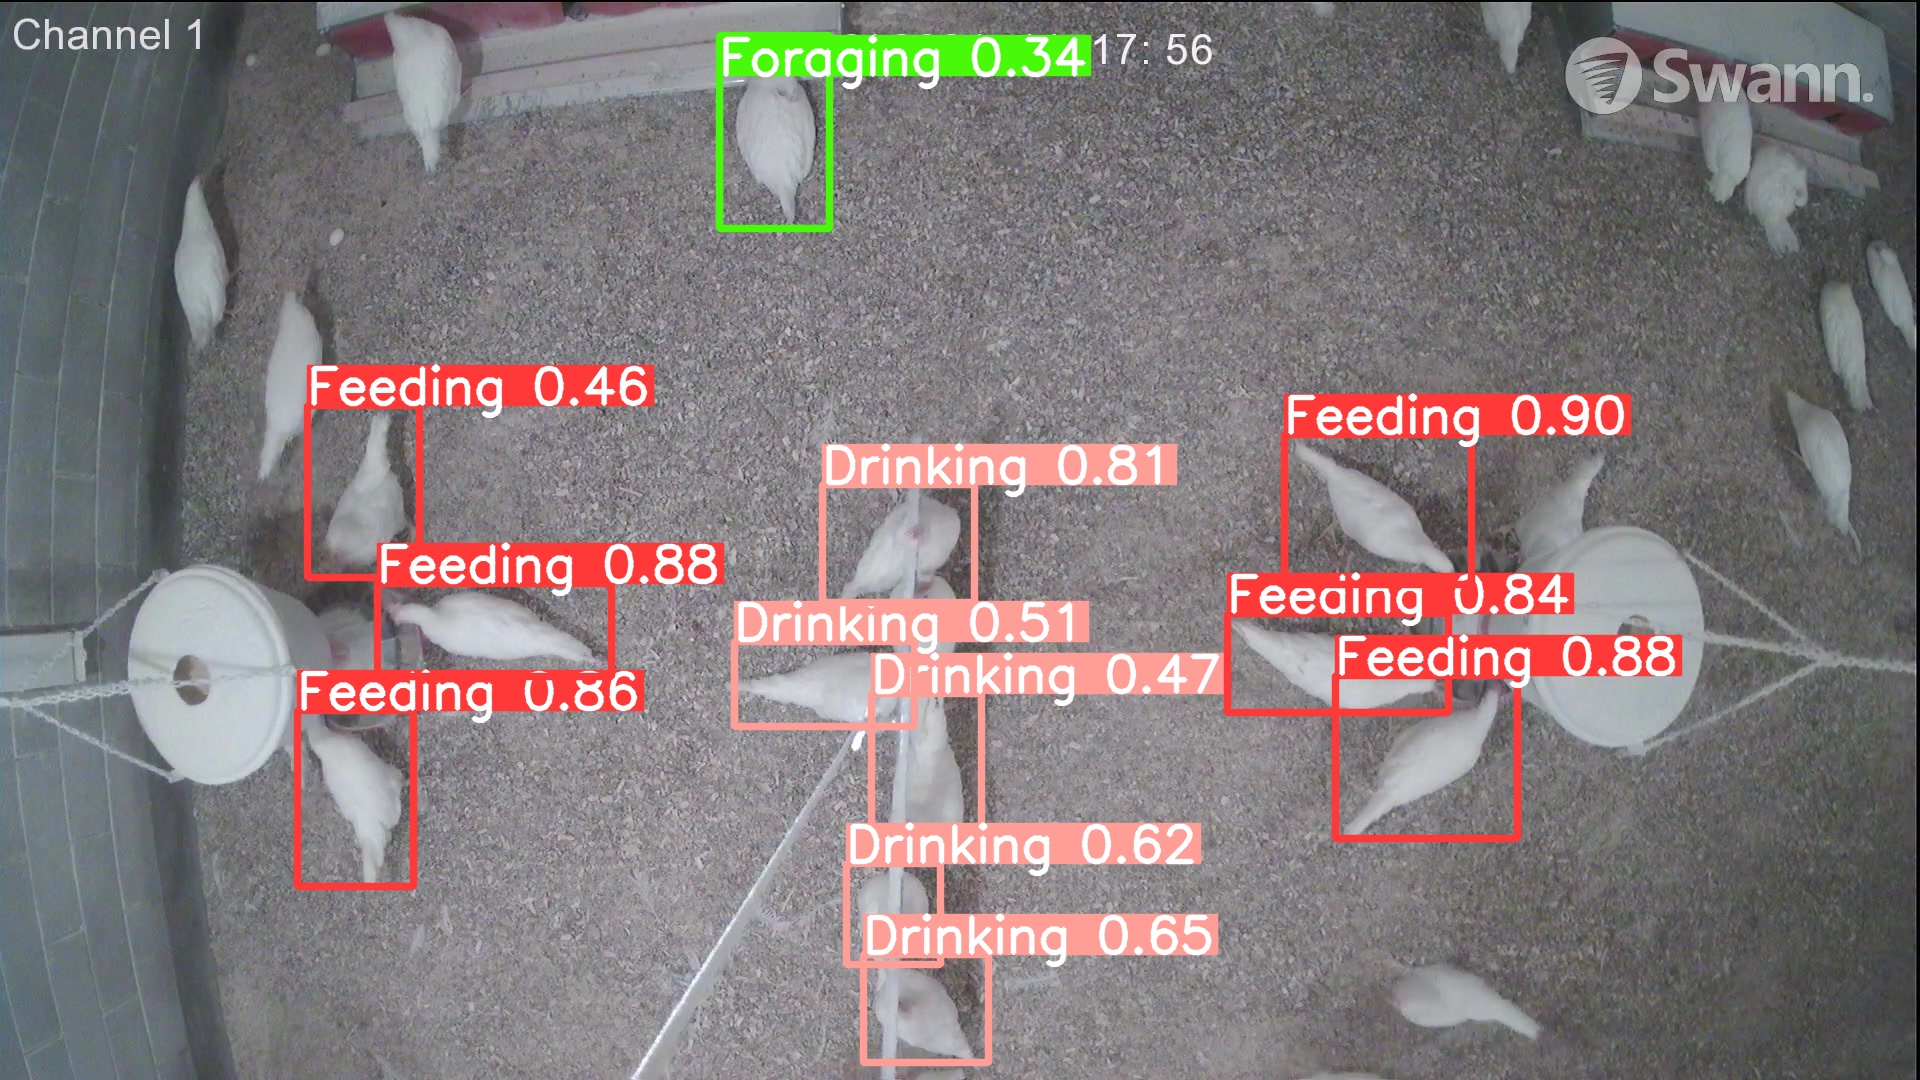 Channel 1
Foraging 0.34
17: 56
Swann.
Feeding 0.46
Feeding 0.90
Drinking 0.81
Feeding 0.88
Feeding 0.84
Drinking 0.51
Feeding 0.88
Drinking 0.47
Feeding 0.86
Drinking 0.62
Drinking 0.65